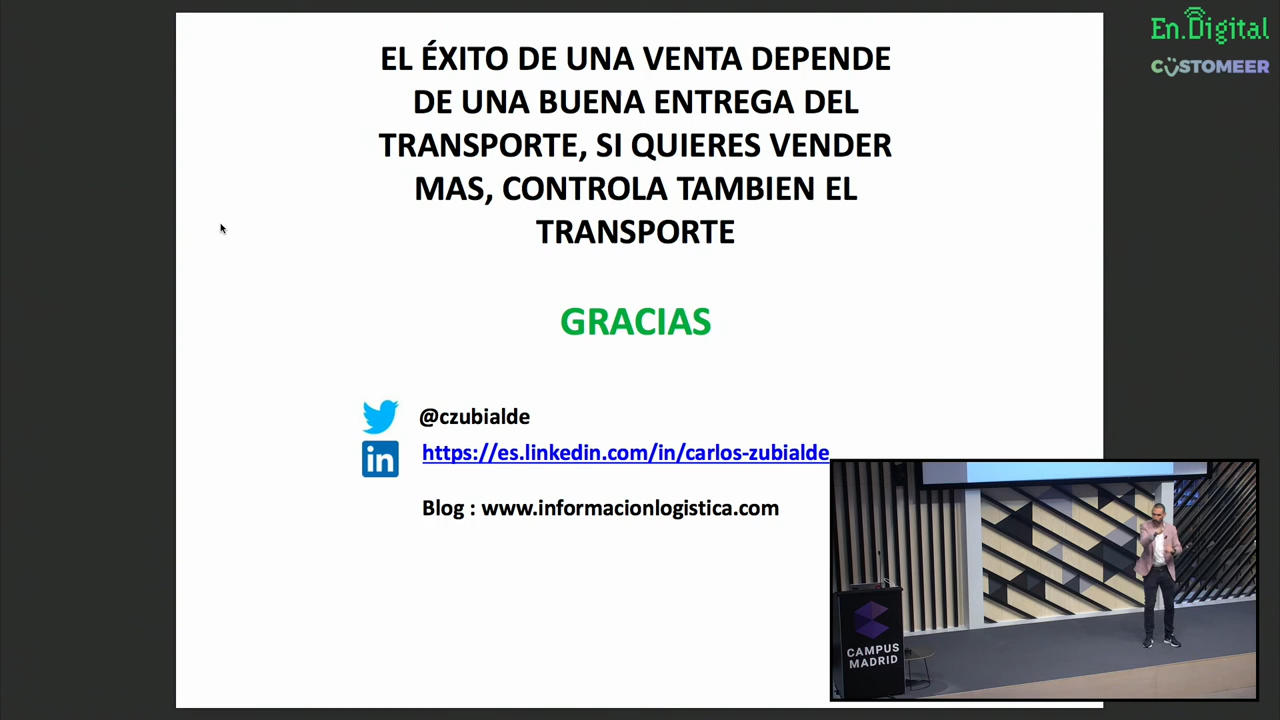 EL ÉXITO DE UNA VENTA DEPENDE
DE UNA BUENA ENTREGA DEL
TRANSPORTE, SI QUIERES VENDER
MAS, CONTROLA TAMBIEN EL
TRANSPORTE
GRACIAS
@czubialde
in
https://es.linkedin.com/in/carlos-zubialde
Blog : www.informacionlogistica.com
En.Digital
CUSTOMEER
CAMPUS
MADRID